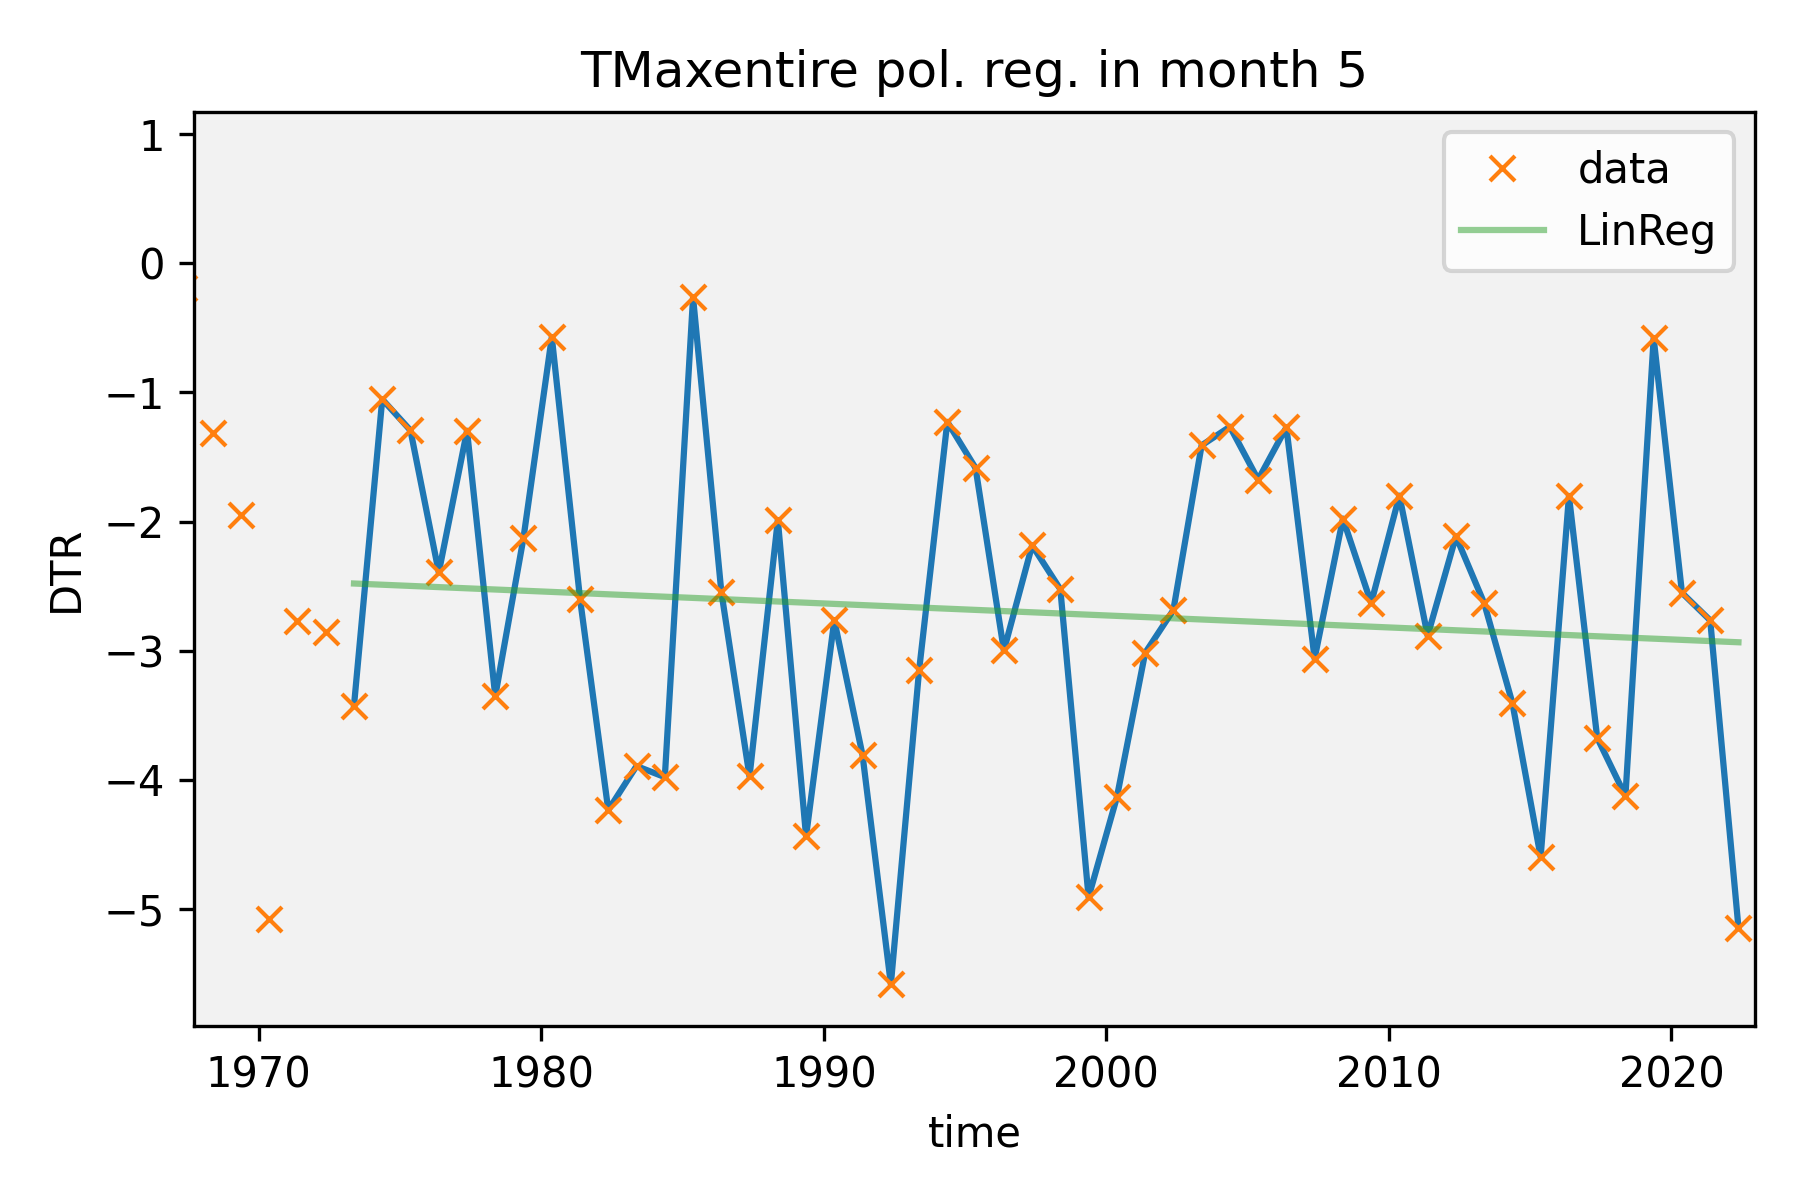 TMaxentire pol. reg. in month 5
data
LinReg
DTR
1
0
−1
−2
−3
−4
−5
1970 1980 1990 2000 2010 2020
time